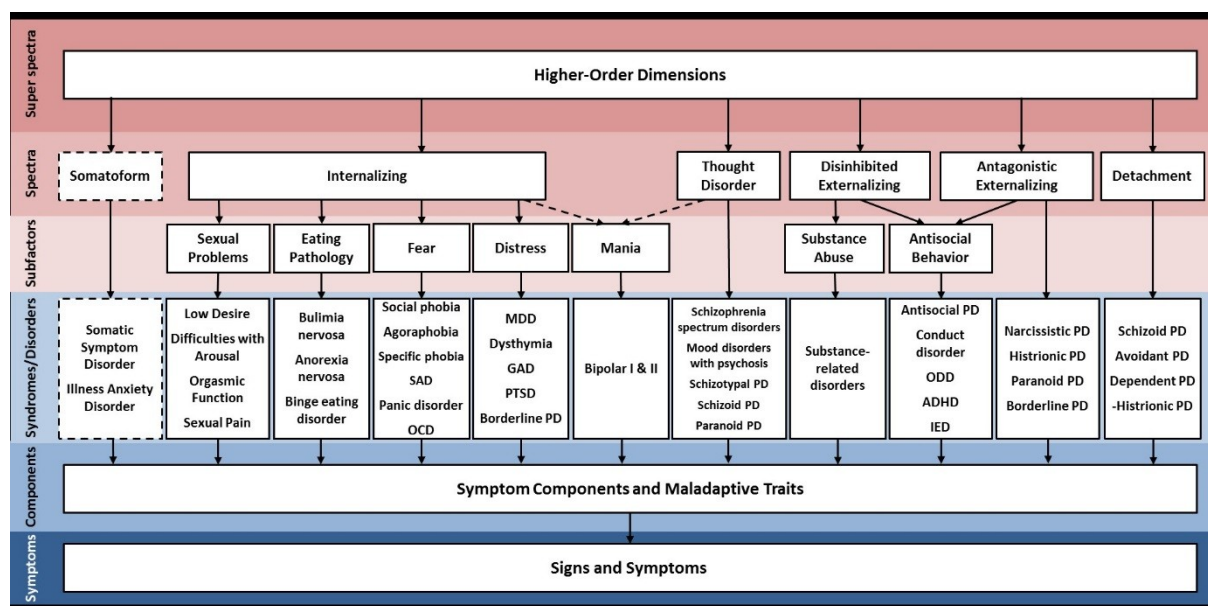 Super spectra
Higher-Order Dimensions
Spectra
Somatoform
Internalizing
Thought
Disorder
Disinhibited
Externalizing
Antagonistic
Externalizing
Detachment
Subfactors
Sexual
Problems
Eating
Pathology
Fear
Distress
Mania
Substance
Abuse
Antisocial
Behavior
Syndromes/Disorders
Somatic
Symptom
Disorder
Illness Anxiety
Disorder
Low Desire
Difficulties with
Arousal
Orgasmic
Function
Sexual Pain
Bulimia
nervosa
Anorexia
nervosa
Binge eating
disorder
Social phobia
Agoraphobia
Specific phobia
SAD
Panic disorder
OCD
MDD
Dysthymia
GAD
PTSD
Borderline PD
Bipolar I & II
Schizophrenia
spectrum disorders
Mood disorders
with psychosis
Schizotypal PD
Schizoid PD
Paranoid PD
Substance-
related
disorders
Antisocial PD
Conduct
disorder
ODD
ADHD
IED
Narcissistic PD
Histrionic PD
Paranoid PD
Borderline PD
Schizoid PD
Avoidant PD
Dependent PD
-Histrionic PD
Components
Symptom Components and Maladaptive Traits
Symptoms
Signs and Symptoms